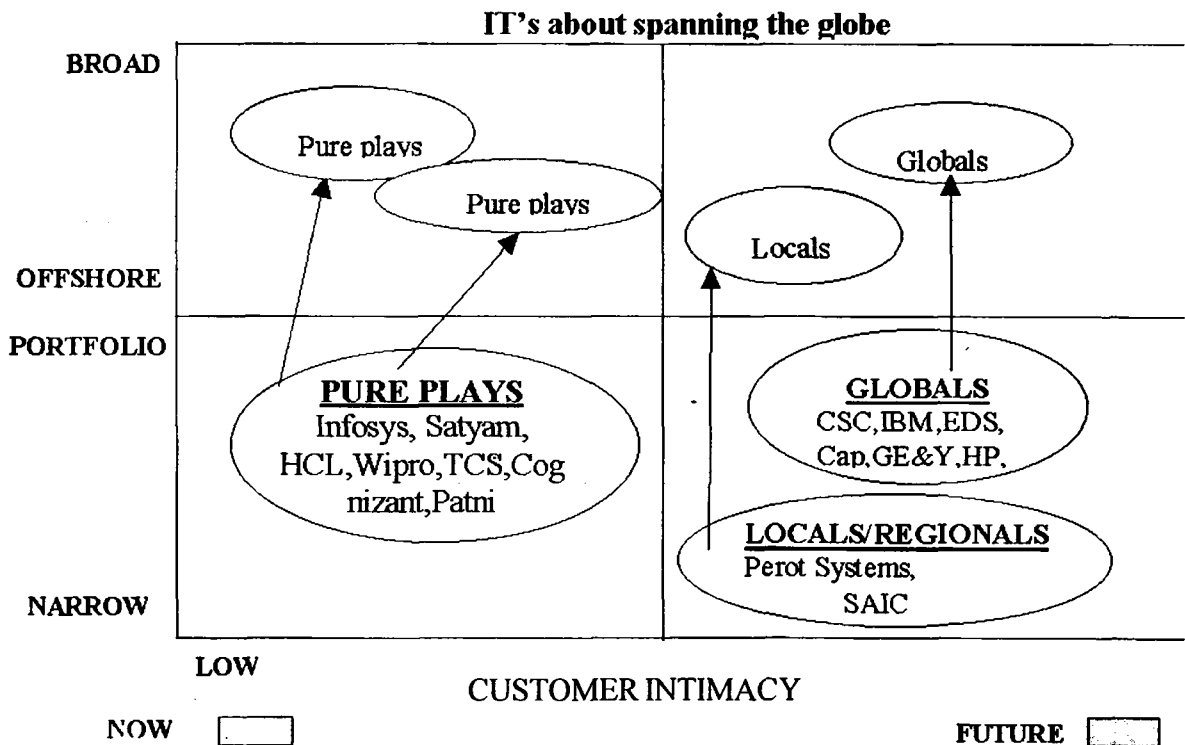 IT's about spanning the globe
BROAD
Pure plays
Globals
Pure plays
Locals
OFFSHORE
PORTFOLIO
PURE PLAYS
Infosys, Satyam,
HCL,Wipro,TCS,Cog
nizant,Patni
GLOBALS
CSC,IBM,EDS,
Cap,GE&Y,HP,
LOCALS/REGIONALS
Perot Systems,
SAIC
NARROW
LOW
CUSTOMER INTIMACY
NOW
FUTURE